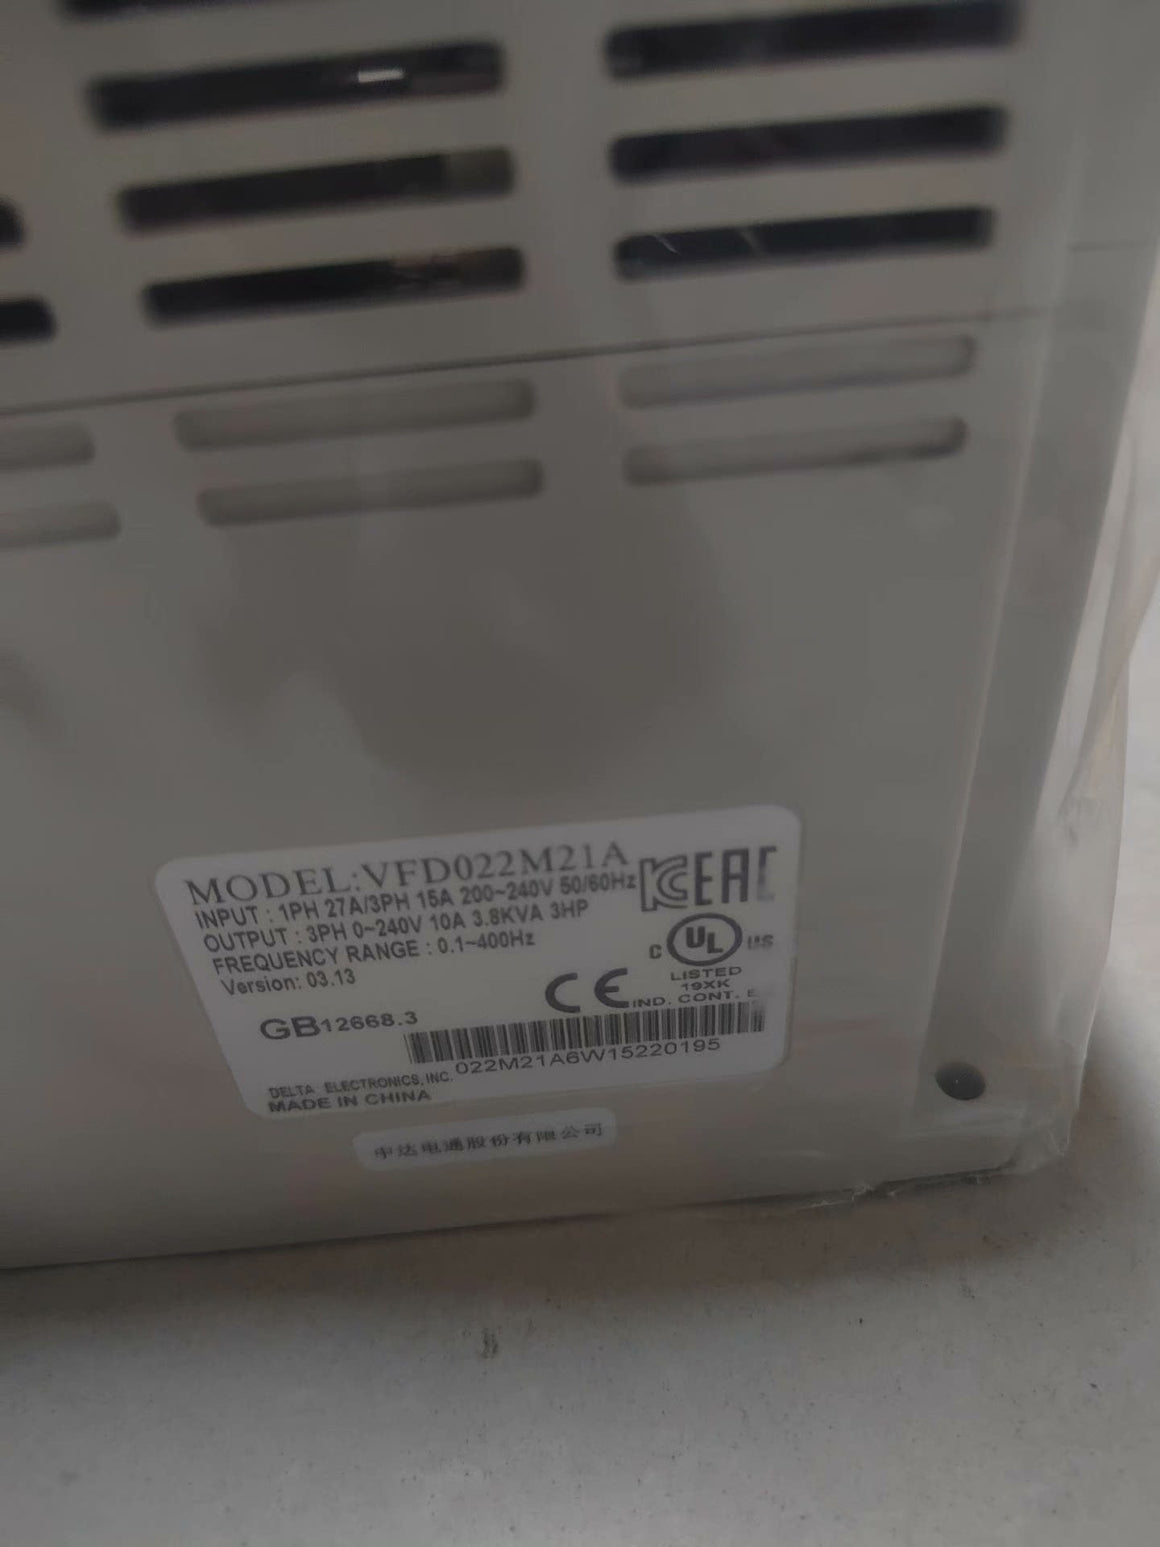 MODEL:VFD022M21A
INPUT : 1PH 27A/3PH 15A 200~240V 50/60Hz
OUTPUT : 3PH 0~240V 10A 3.8KVA 3HP
FREQUENCY RANGE : 0.1~400Hz
Version: 03.13
KC EAC
C UL US
LISTED
19XK
IND. CONT. E
CE
GB12668.3
022M21A6W15220195
DELTA ELECTRONICS, INC.
MADE IN CHINA
中达电通股份有限公司